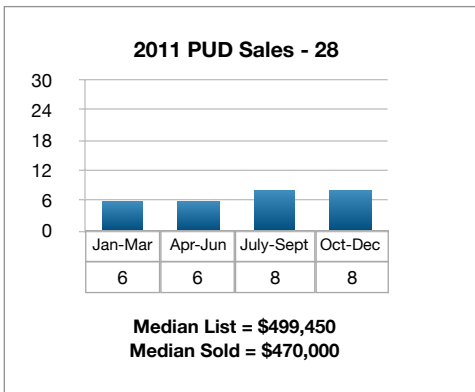 2011 PUD Sales - 28
30
24
18
12
6
0
Jan-Mar Apr-Jun July-Sept Oct-Dec
6 6 8 8
Median List = $499,450
Median Sold = $470,000